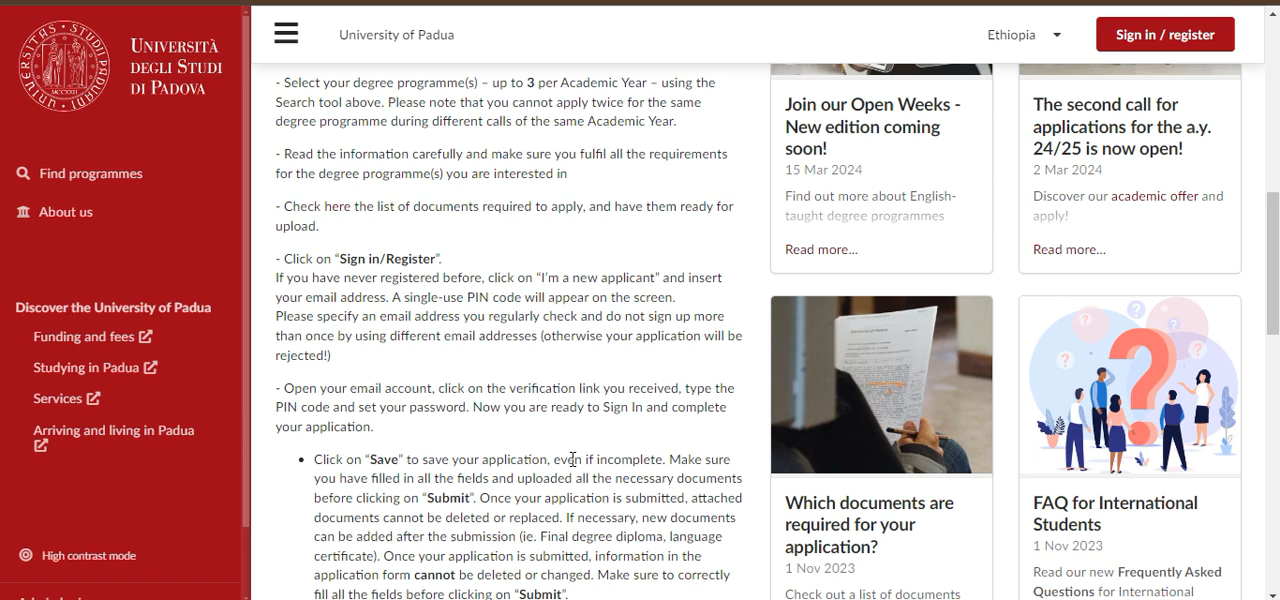 UNIVERSITÀ
DEGLI STUDI
DI PADOVA
Find programmes
About us
Discover the University of Padua
Funding and fees
Studying in Padua
Services
Arriving and living in Padua
High contrast mode
University of Padua
Ethiopia
Sign in / register
- Select your degree programme(s) – up to 3 per Academic Year – using the
Search tool above. Please note that you cannot apply twice for the same
degree programme during different calls of the same Academic Year.
- Read the information carefully and make sure you fulfil all the requirements
for the degree programme(s) you are interested in
- Check here the list of documents required to apply, and have them ready for
upload.
- Click on “Sign in/Register”.
If you have never registered before, click on “I’m a new applicant” and insert
your email address. A single-use PIN code will appear on the screen.
Please specify an email address you regularly check and do not sign up more
than once by using different email addresses (otherwise your application will be
rejected!)
- Open your email account, click on the verification link you received, type the
PIN code and set your password. Now you are ready to Sign In and complete
your application.
• Click on “Save” to save your application, even if incomplete. Make sure
you have filled in all the fields and uploaded all the necessary documents
before clicking on “Submit”. Once your application is submitted, attached
documents cannot be deleted or replaced. If necessary, new documents
can be added after the submission (ie. Final degree diploma, language
certificate). Once your application is submitted, information in the
application form cannot be deleted or changed. Make sure to correctly
fill all the fields before clicking on “Submit”.
Join our Open Weeks -
New edition coming
soon!
15 Mar 2024
Find out more about English-
taught degree programmes
Read more...
The second call for
applications for the a.y.
24/25 is now open!
2 Mar 2024
Discover our academic offer and
apply!
Read more...
Which documents are
required for your
application?
1 Nov 2023
Check out a list of documents
FAQ for International
Students
1 Nov 2023
Read our new Frequently Asked
Questions for International